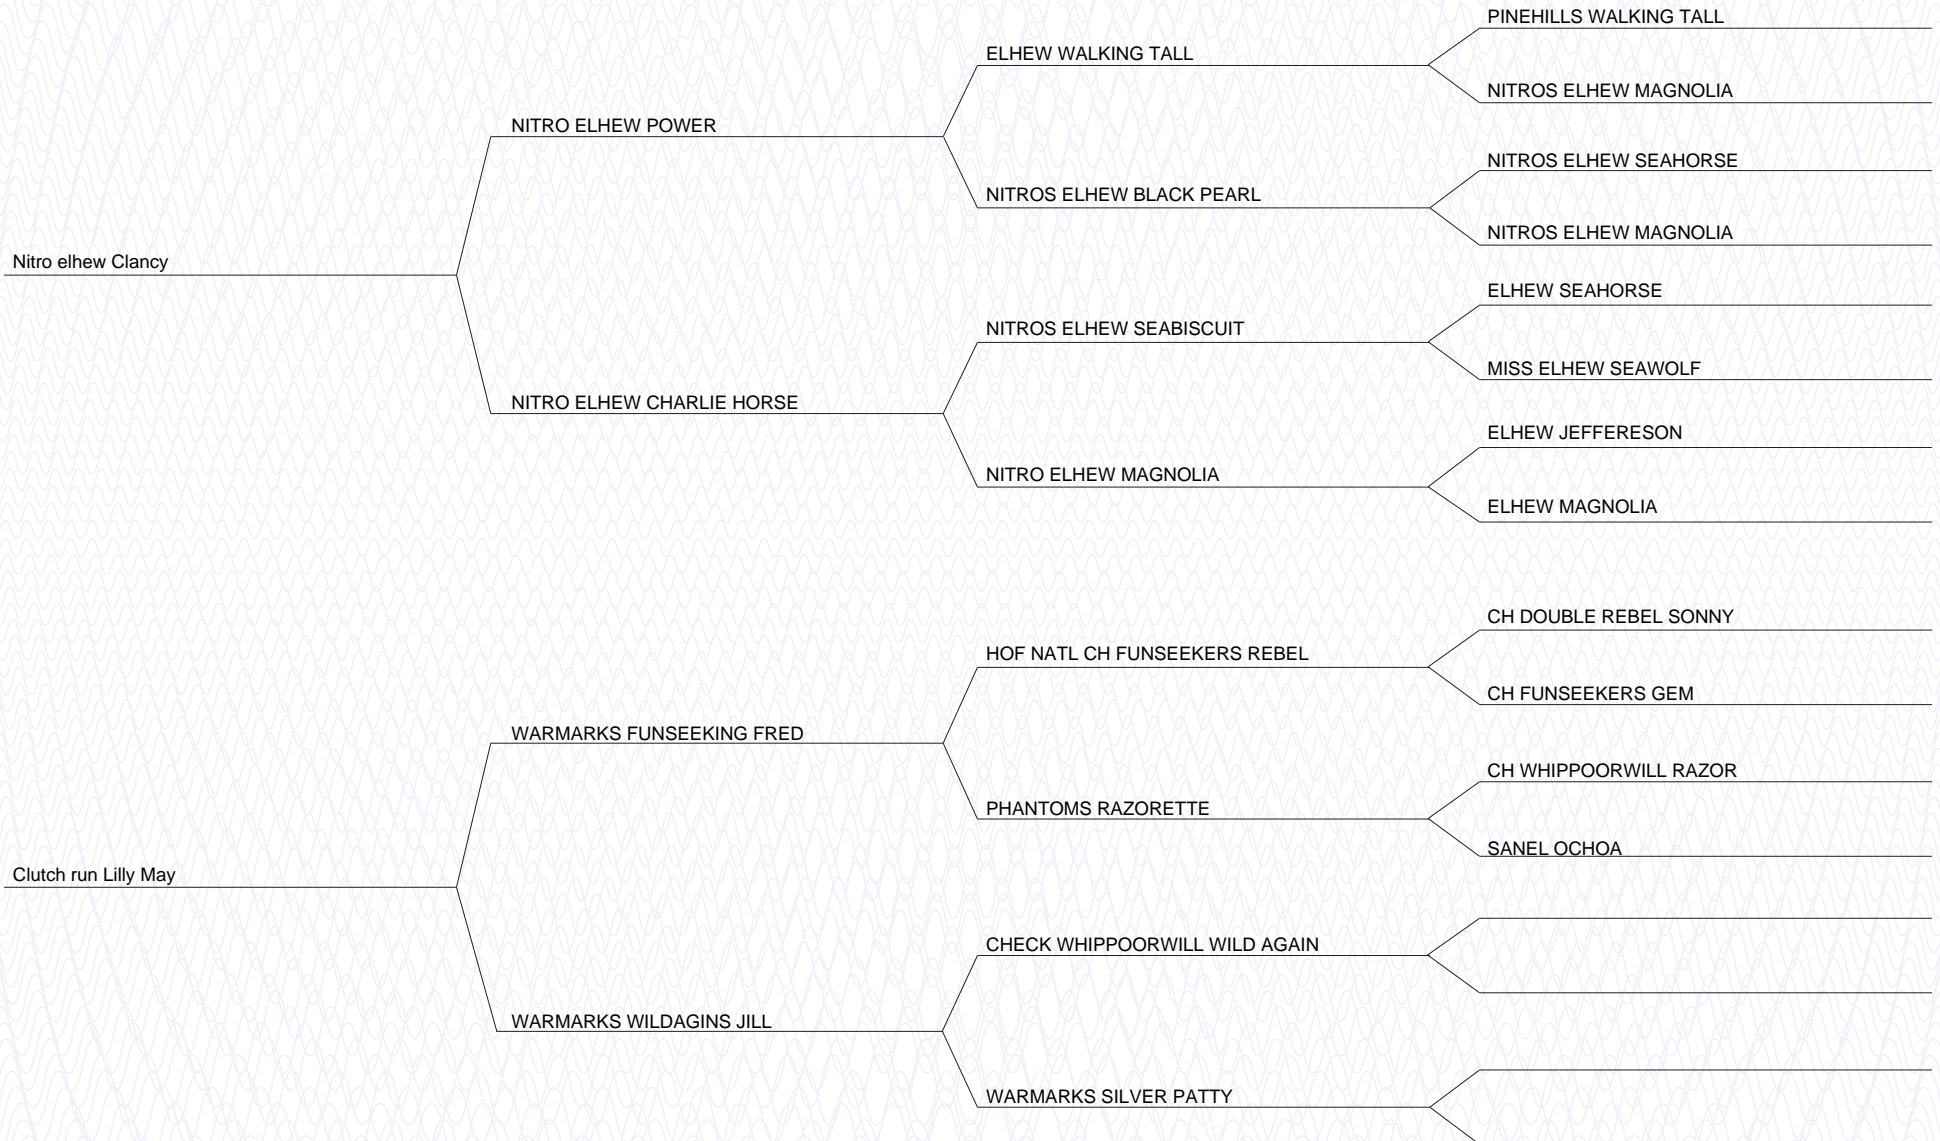 PINEHILLS WALKING TALL
ELHEW WALKING TALL
NITROS ELHEW MAGNOLIA
NITRO ELHEW POWER
NITROS ELHEW SEAHORSE
NITROS ELHEW BLACK PEARL
NITROS ELHEW MAGNOLIA
Nitro elhew Clancy
ELHEW SEAHORSE
NITROS ELHEW SEABISCUIT
MISS ELHEW SEAWOLF
NITRO ELHEW CHARLIE HORSE
ELHEW JEFFERESON
NITRO ELHEW MAGNOLIA
ELHEW MAGNOLIA
CH DOUBLE REBEL SONNY
HOF NATL CH FUNSEEKERS REBEL
CH FUNSEEKERS GEM
WARMARKS FUNSEEKING FRED
CH WHIPPOORWILL RAZOR
PHANTOMS RAZORETTE
SANEL OCHOA
Clutch run Lilly May
CHECK WHIPPOORWILL WILD AGAIN
WARMARKS WILDAGINS JILL
WARMARKS SILVER PATTY